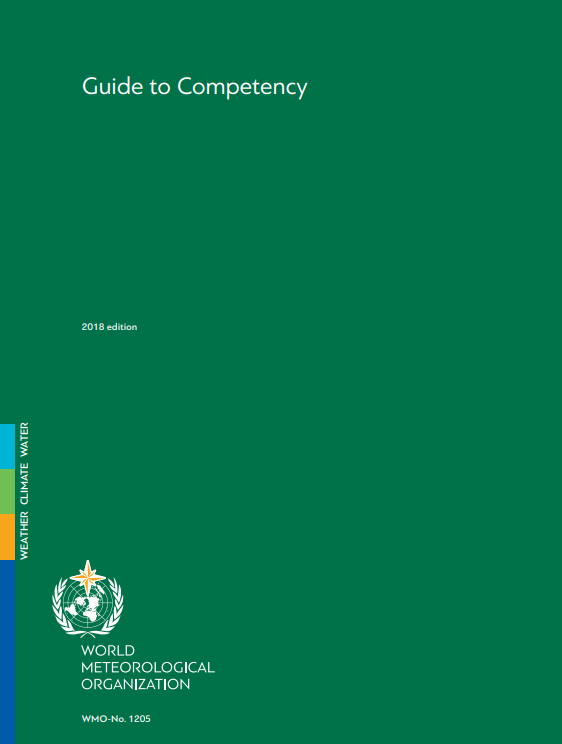 Guide to Competency
2018 edition
WEATHER CLIMATE WATER
WORLD
METEOROLOGICAL
ORGANIZATION
WMO-No. 1205